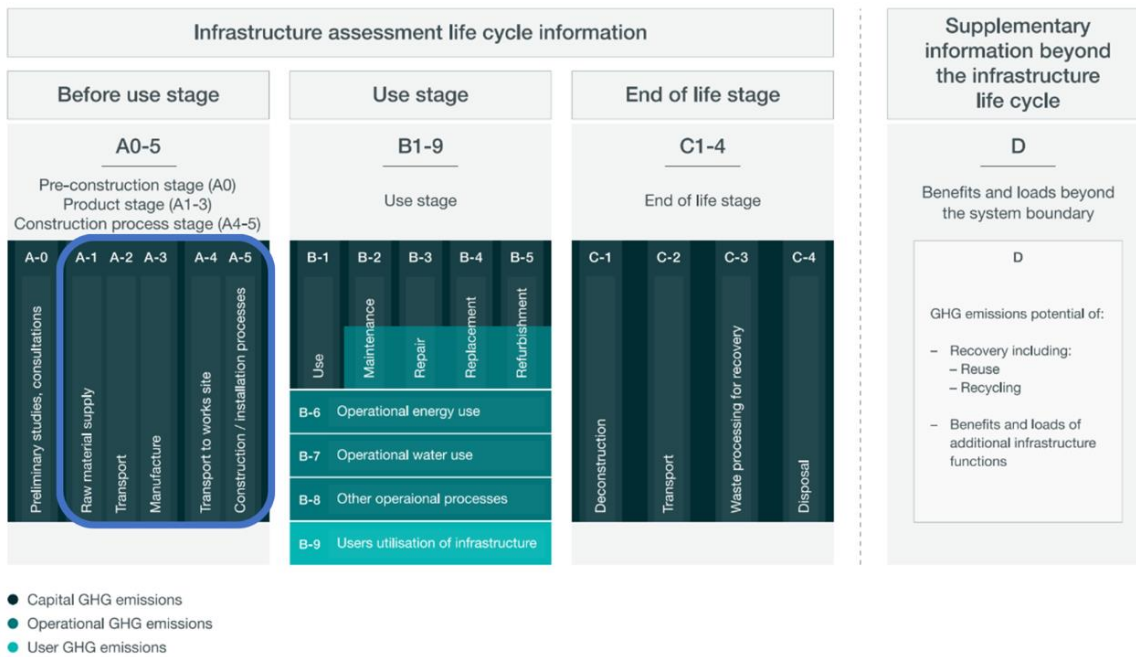 Infrastructure assessment life cycle information
Supplementary
information beyond
the infrastructure
life cycle
Before use stage
Use stage
End of life stage
A0-5
Pre-construction stage (A0)
Product stage (A1-3)
Construction process stage (A4-5)
B1-9
Use stage
C1-4
End of life stage
D
Benefits and loads beyond
the system boundary
A-0
A-1
A-2
A-3
A-4
A-5
Preliminary studies, consultations
Raw material supply
Transport
Manufacture
Transport to works site
Construction / installation processes
B-1
B-2
B-3
B-4
B-5
Use
Maintenance
Repair
Replacement
Refurbishment
B-6 Operational energy use
B-7 Operational water use
B-8 Other operaional processes
B-9 Users utilisation of infrastructure
C-1
C-2
C-3
C-4
Deconstruction
Transport
Waste processing for recovery
Disposal
D
GHG emissions potential of:
– Recovery including:
– Reuse
– Recycling
– Benefits and loads of
additional infrastructure
functions
Capital GHG emissions
Operational GHG emissions
User GHG emissions